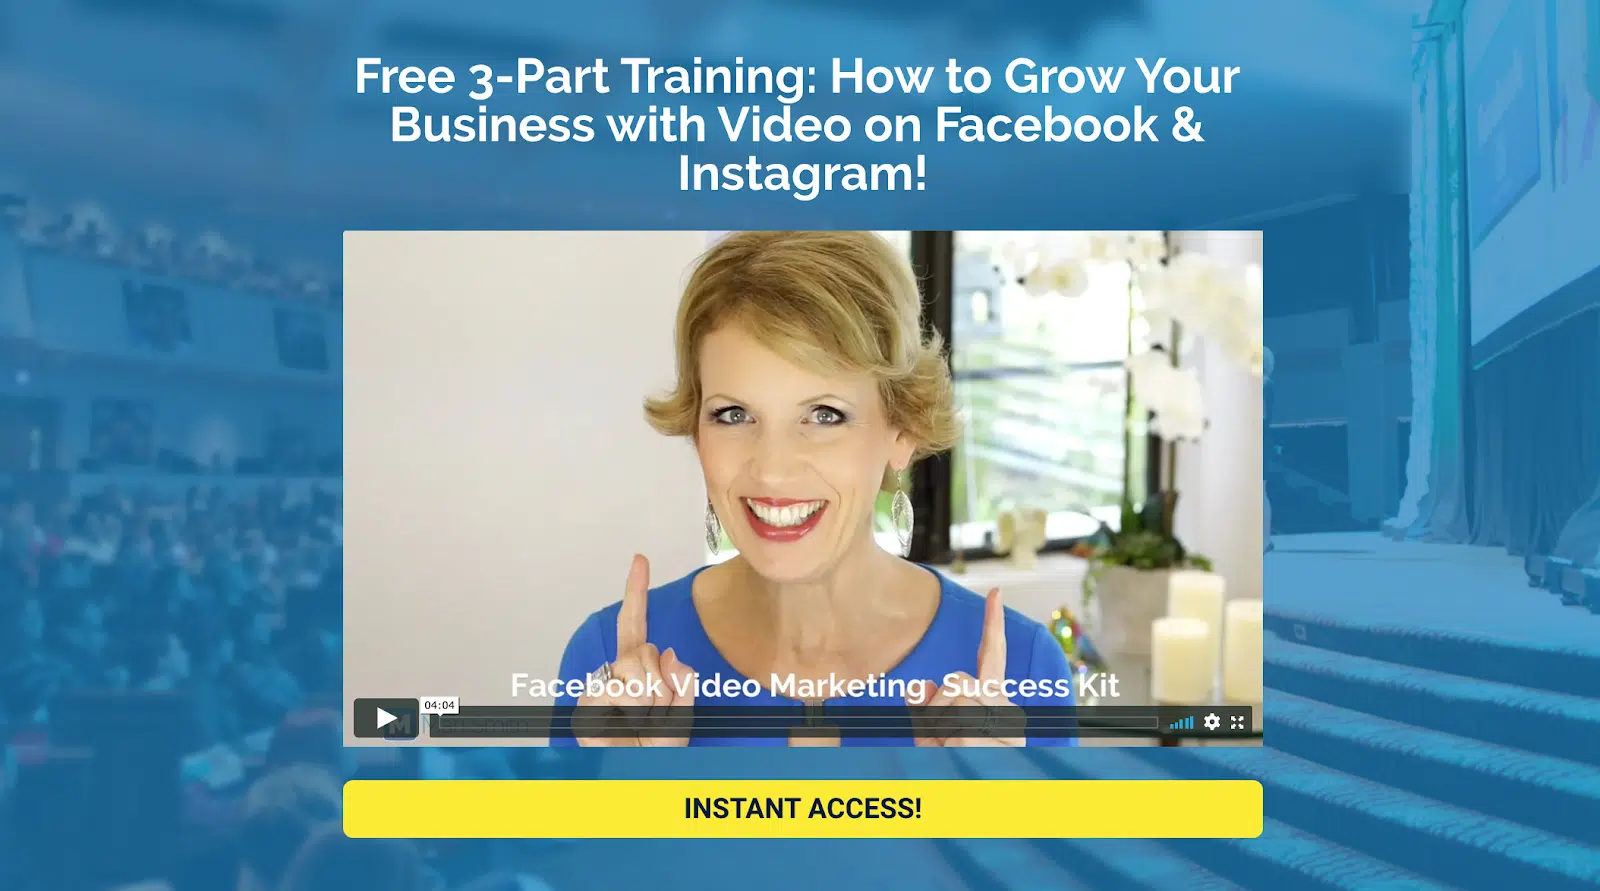 Free 3-Part Training: How to Grow Your
Business with Video on Facebook &
Instagram!
Facebook Video Marketing Success Kit
04:04
INSTANT ACCESS!